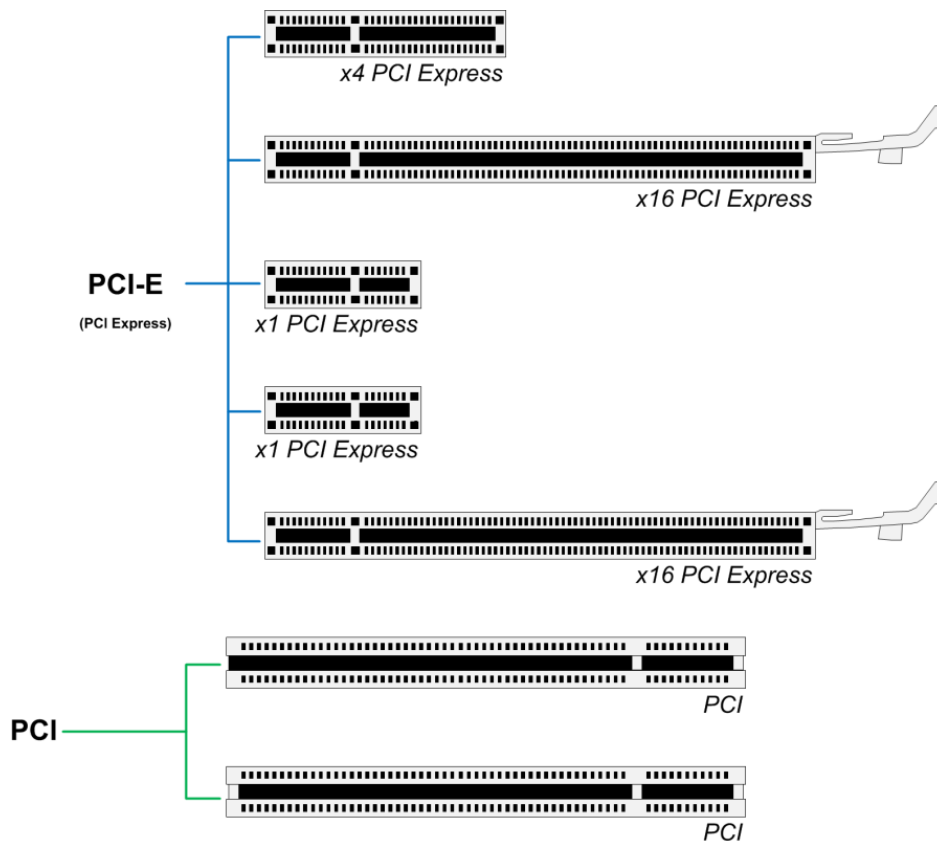 x4 PCI Express
x16 PCI Express
PCI-E
(PCI Express)
x1 PCI Express
x1 PCI Express
x16 PCI Express
PCI
PCI
PCI